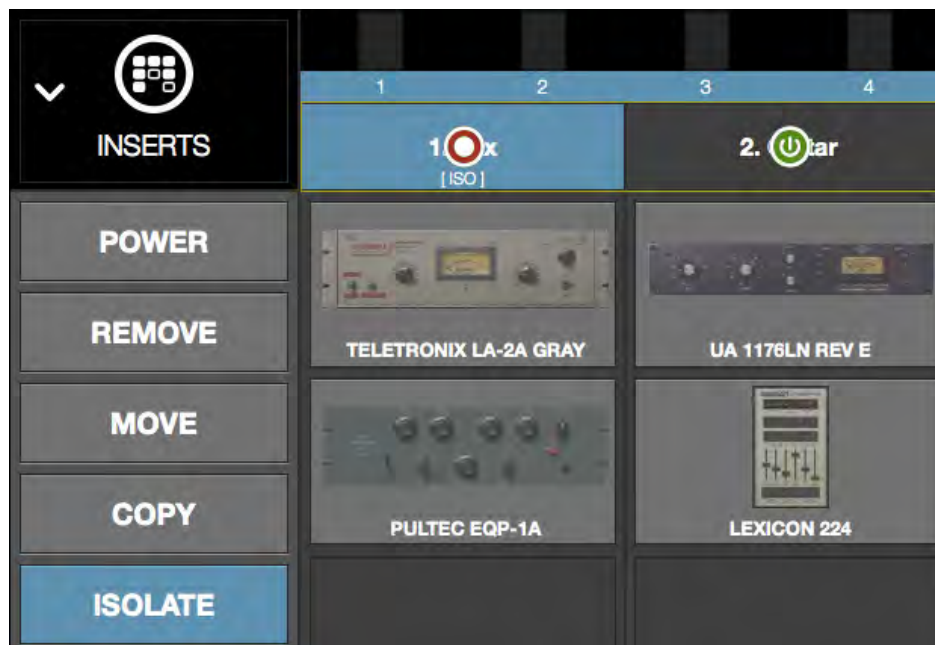 INSERTS
1 2 3 4
1. x
[ ISO ]
2. tar
POWER
REMOVE
MOVE
COPY
ISOLATE
TELETRONIX LA-2A GRAY
UA 1176LN REV E
PULTEC EQP-1A
LEXICON 224